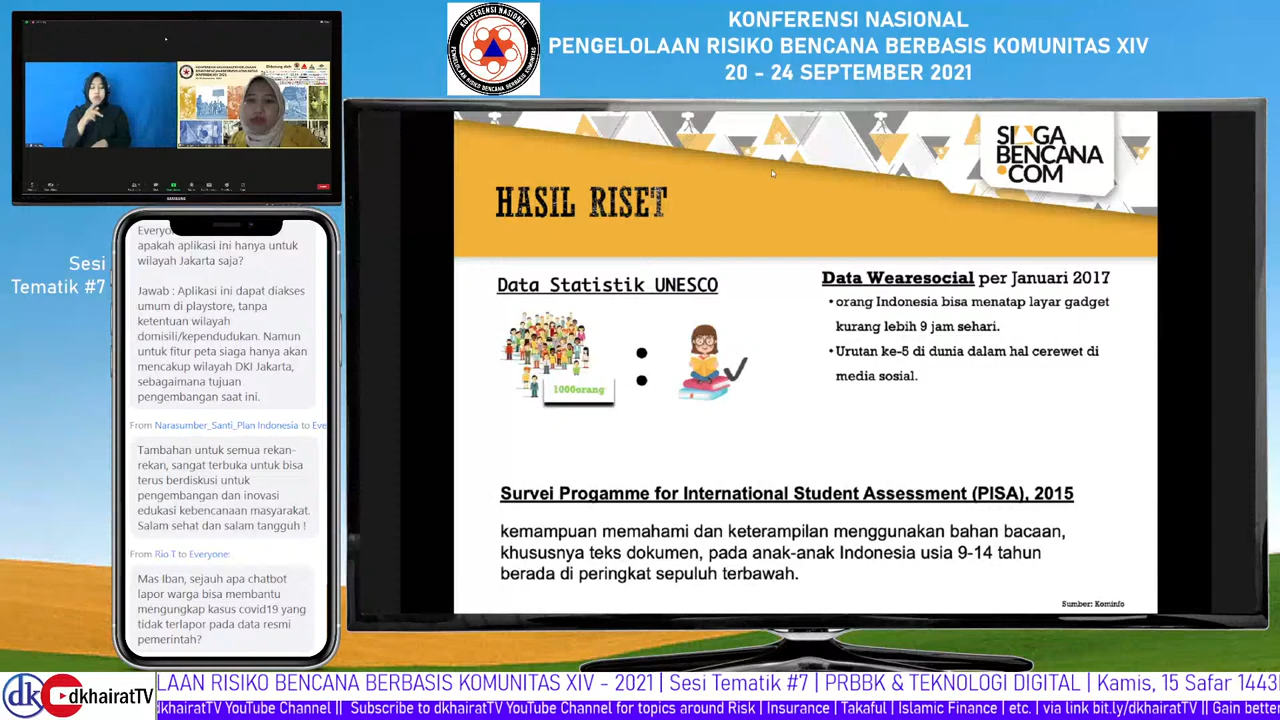 KONFERENSI NASIONAL
PENGELOLAAN RISIKO BENCANA BERBASIS KOMUNITAS XIV
20 - 24 SEPTEMBER 2021
KONFERENSI NASIONAL
PENGELOLAAN RISIKO BENCANA BERBASIS KOMUNITAS
SAMSUNG
Sesi
Tematik #7
apakah aplikasi ini hanya untuk
wilayah Jakarta saja?
Jawab : Aplikasi ini dapat diakses
umum di playstore, tanpa
ketentuan wilayah
domisili/kependudukan. Namun
untuk fitur peta siaga hanya akan
mencakup wilayah DKI Jakarta,
sebagaimana tujuan
pengembangan saat ini.
From Narasumber_Santi_Plan Indonesia to Eve
Tambahan untuk semua rekan-
rekan, sangat terbuka untuk bisa
terus berdiskusi untuk
pengembangan dan inovasi
edukasi kebencanaan masyarakat.
Salam sehat dan salam tangguh !
From Rio T to Everyone:
Mas Iban, sejauh apa chatbot
lapor warga bisa membantu
mengungkap kasus covid19 yang
tidak terlapor pada data resmi
pemerintah?
SIAGA
BENCANA
.COM
HASIL RISET
Data Statistik UNESCO
1000orang
:
Data Wearesocial per Januari 2017
•orang Indonesia bisa menatap layar gadget
kurang lebih 9 jam sehari.
•Urutan ke-5 di dunia dalam hal cerewet di
media sosial.
Survei Progamme for International Student Assessment (PISA), 2015
kemampuan memahami dan keterampilan menggunakan bahan bacaan,
khususnya teks dokumen, pada anak-anak Indonesia usia 9-14 tahun
berada di peringkat sepuluh terbawah.
Sumber: Kominfo
dk dkhairatTV
LAAN RISIKO BENCANA BERBASIS KOMUNITAS XIV - 2021 | Sesi Tematik #7 | PRBBK & TEKNOLOGI DIGITAL | Kamis, 15 Safar 1443
dkhairatTV YouTube Channel || Subscribe to dkhairatTV YouTube Channel for topics around Risk | Insurance | Takaful | Islamic Finance | etc. | via link bit.ly/dkhairatTV || Gain better